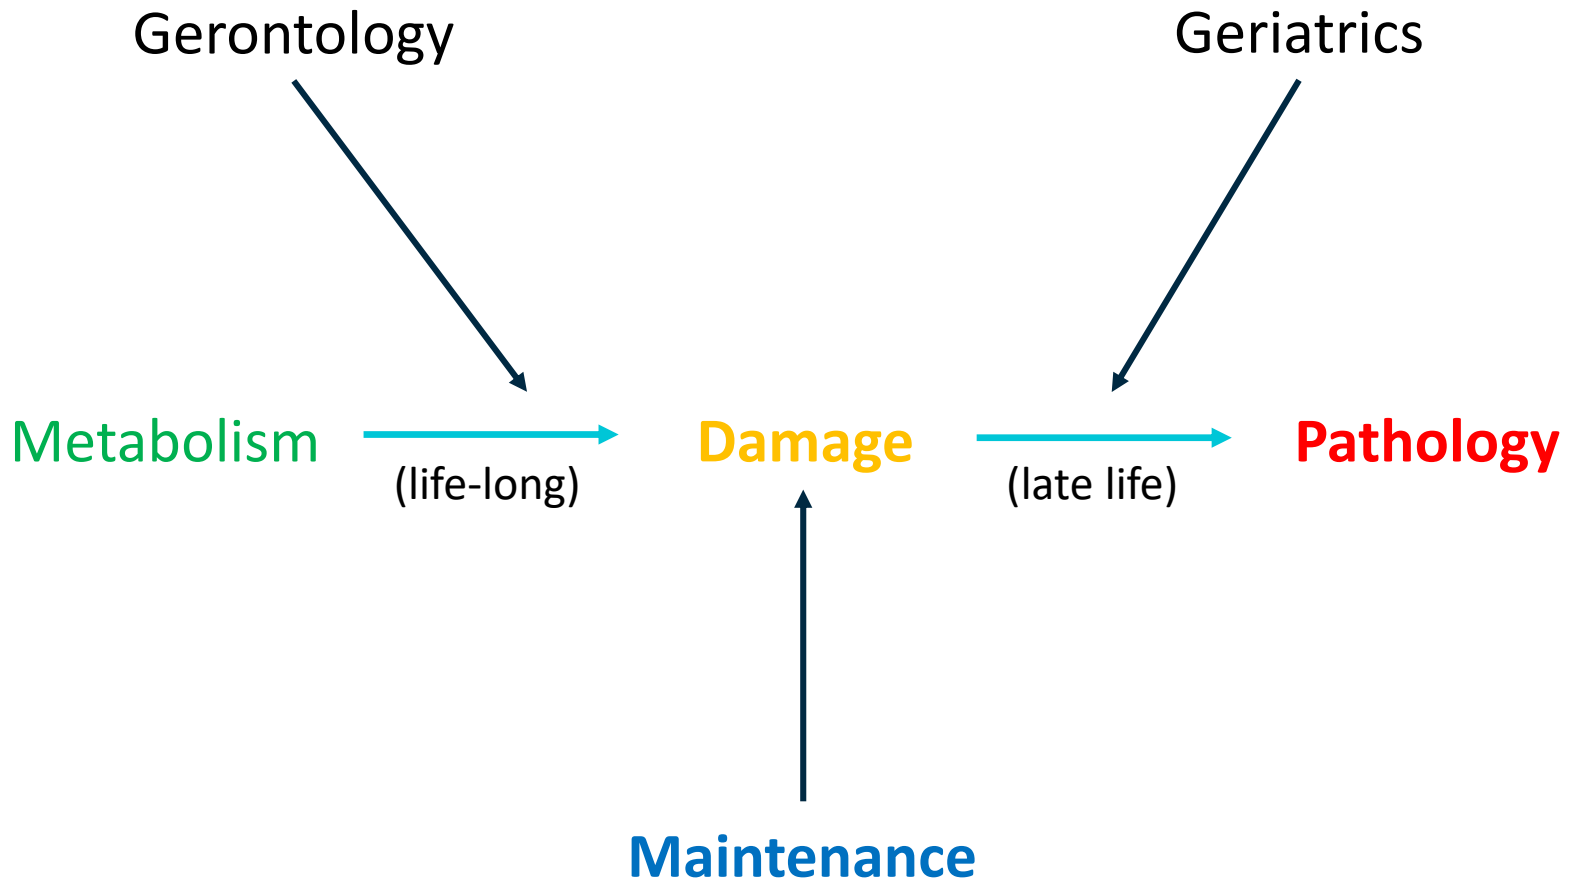 Gerontology
Geriatrics
Metabolism
(life-long)
Damage
(late life)
Pathology
Maintenance